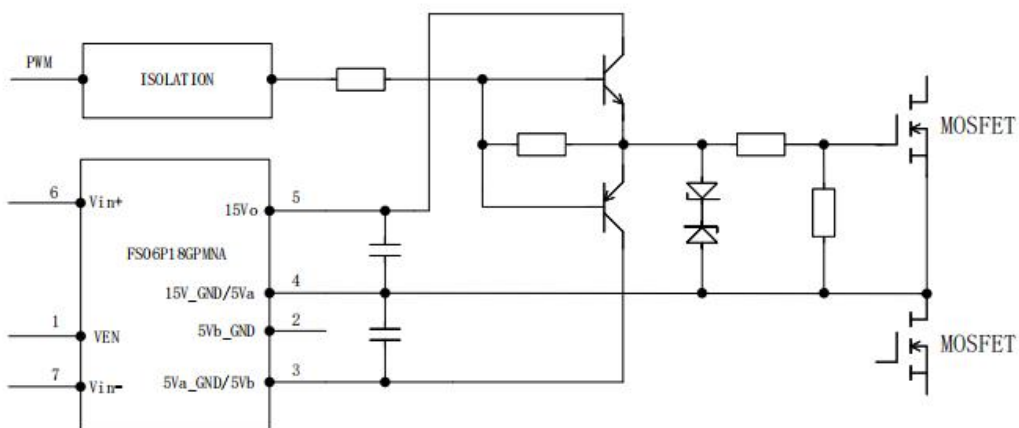 PWM
ISOLATION
MOSFET
6
Vin+
5
15Vo
FS06P18GPMNA
4
15V_GND/5Va
1
VEN
2
5Vb_GND
MOSFET
7
Vin-
3
5Va_GND/5Vb